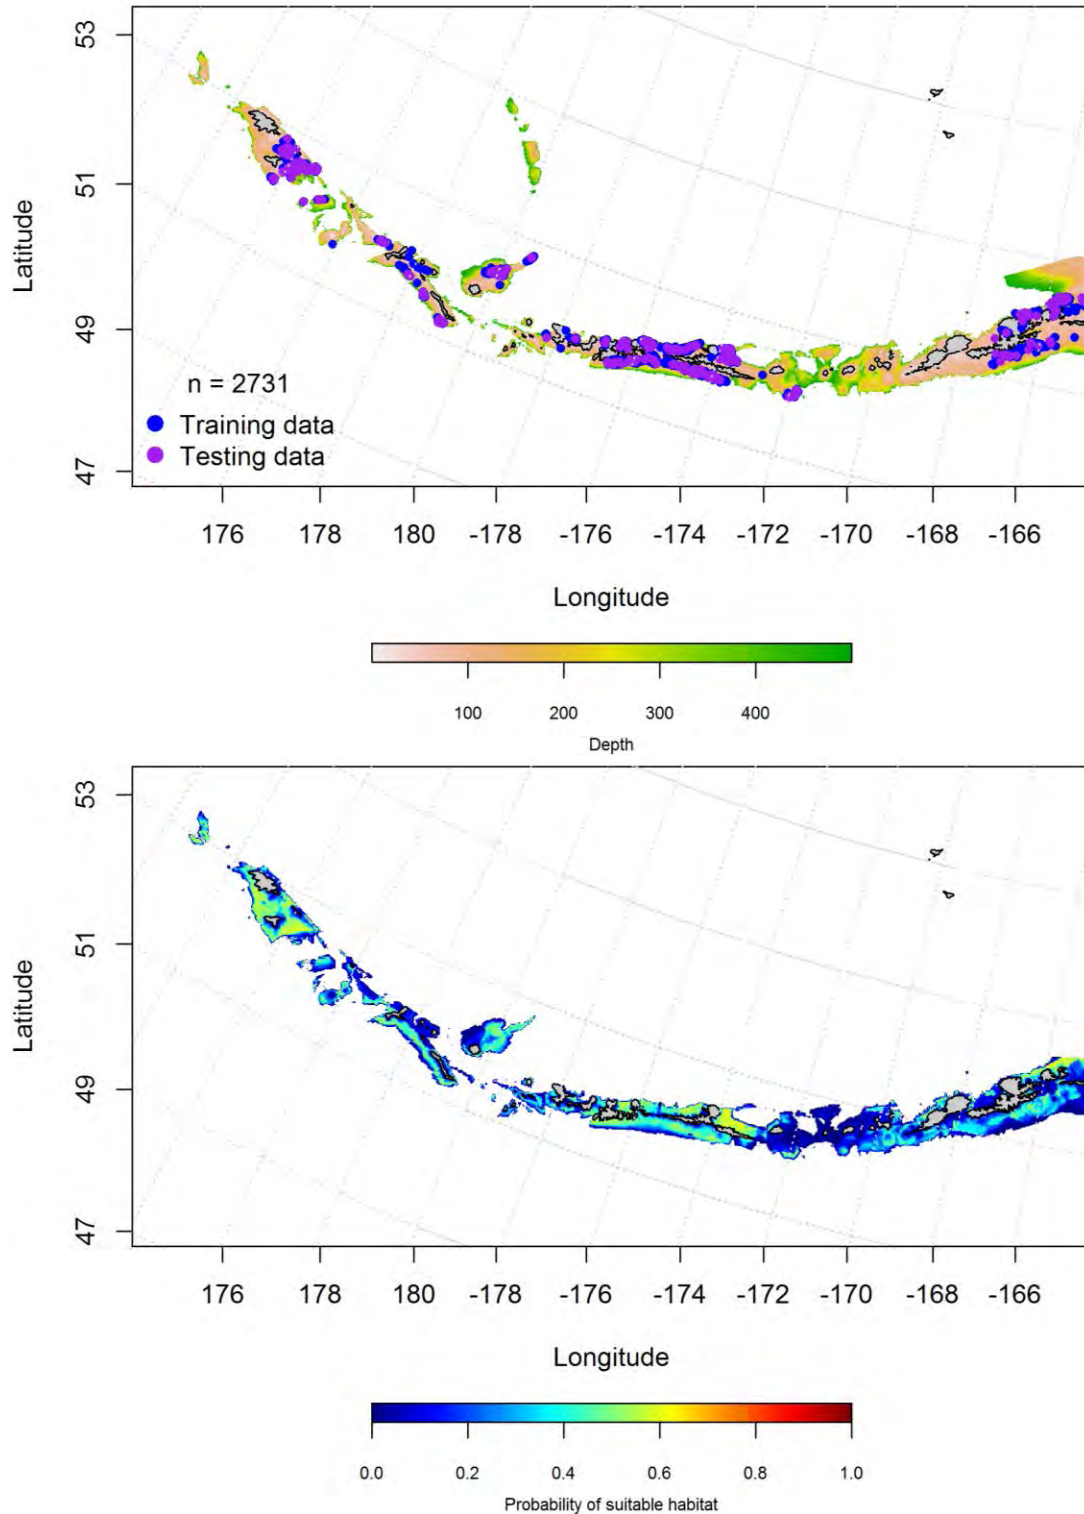 53
51
49
47
Latitude
n = 2731
Training data
Testing data
176 178 180 -178 -176 -174 -172 -170 -168 -166
Longitude
100 200 300 400
Depth
53
51
49
47
Latitude
176 178 180 -178 -176 -174 -172 -170 -168 -166
Longitude
0.0 0.2 0.4 0.6 0.8 1.0
Probability of suitable habitat